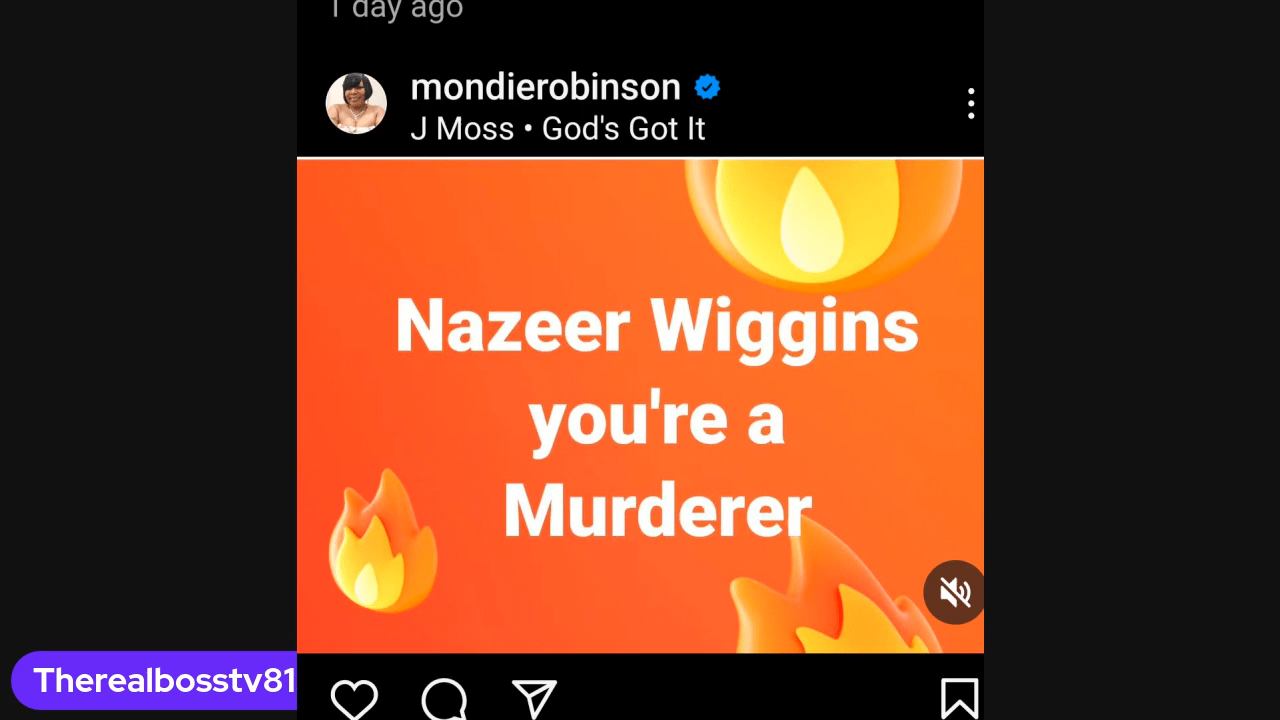 1 day ago
mondierobinson
J Moss • God's Got It
Nazeer Wiggins
you're a
Murderer
Therealbosstv81